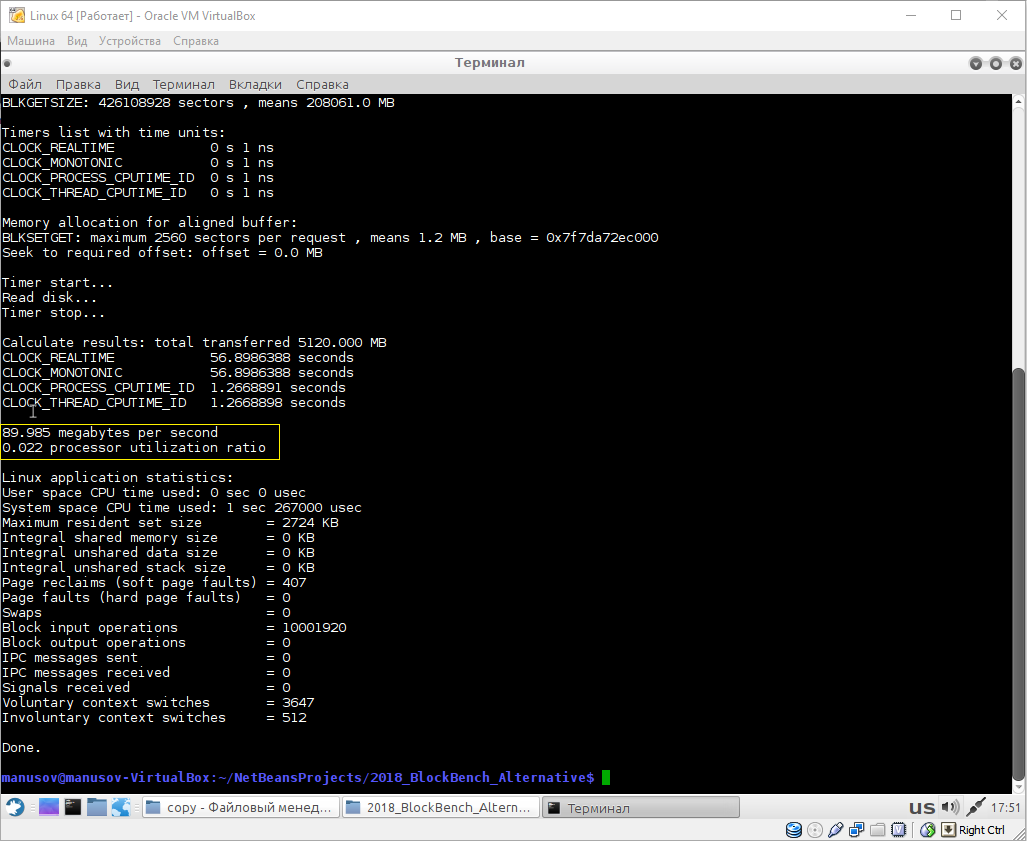 Linux 64 [Работает] - Oracle VM VirtualBox
Машина Вид Устройства Справка
Терминал
Файл Правка Вид Терминал Вкладки Справка
BLKGETSIZE: 426108928 sectors , means 208061.0 MB
Timers list with time units:
CLOCK_REALTIME 0 s 1 ns
CLOCK_MONOTONIC 0 s 1 ns
CLOCK_PROCESS_CPUTIME_ID 0 s 1 ns
CLOCK_THREAD_CPUTIME_ID 0 s 1 ns
Memory allocation for aligned buffer:
BLKSETGET: maximum 2560 sectors per request , means 1.2 MB , base = 0x7f7da72ec000
Seek to required offset: offset = 0.0 MB
Timer start...
Read disk...
Timer stop...
Calculate results: total transferred 5120.000 MB
CLOCK_REALTIME 56.8986388 seconds
CLOCK_MONOTONIC 56.8986388 seconds
CLOCK_PROCESS_CPUTIME_ID 1.2668891 seconds
CLOCK_THREAD_CPUTIME_ID 1.2668898 seconds
89.985 megabytes per second
0.022 processor utilization ratio
Linux application statistics:
User space CPU time used: 0 sec 0 usec
System space CPU time used: 1 sec 267000 usec
Maximum resident set size = 2724 KB
Integral shared memory size = 0 KB
Integral unshared data size = 0 KB
Integral unshared stack size = 0 KB
Page reclaims (soft page faults) = 407
Page faults (hard page faults) = 0
Swaps = 0
Block input operations = 10001920
Block output operations = 0
IPC messages sent = 0
IPC messages received = 0
Signals received = 0
Voluntary context switches = 3647
Involuntary context switches = 512
Done.
manusov@manusov-VirtualBox:~/NetBeansProjects/2018_BlockBench_Alternative$
copy - Файловый менед... 2018_BlockBench_Altern... Терминал us 17:51
Right Ctrl